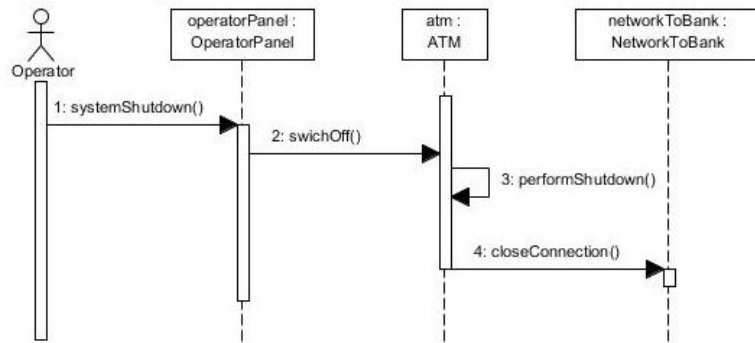 operatorPanel :
OperatorPanel
atm :
ATM
networkToBank :
NetworkToBank
Operator
1: systemShutdown()
2: swichOff()
3: performShutdown()
4: closeConnection()